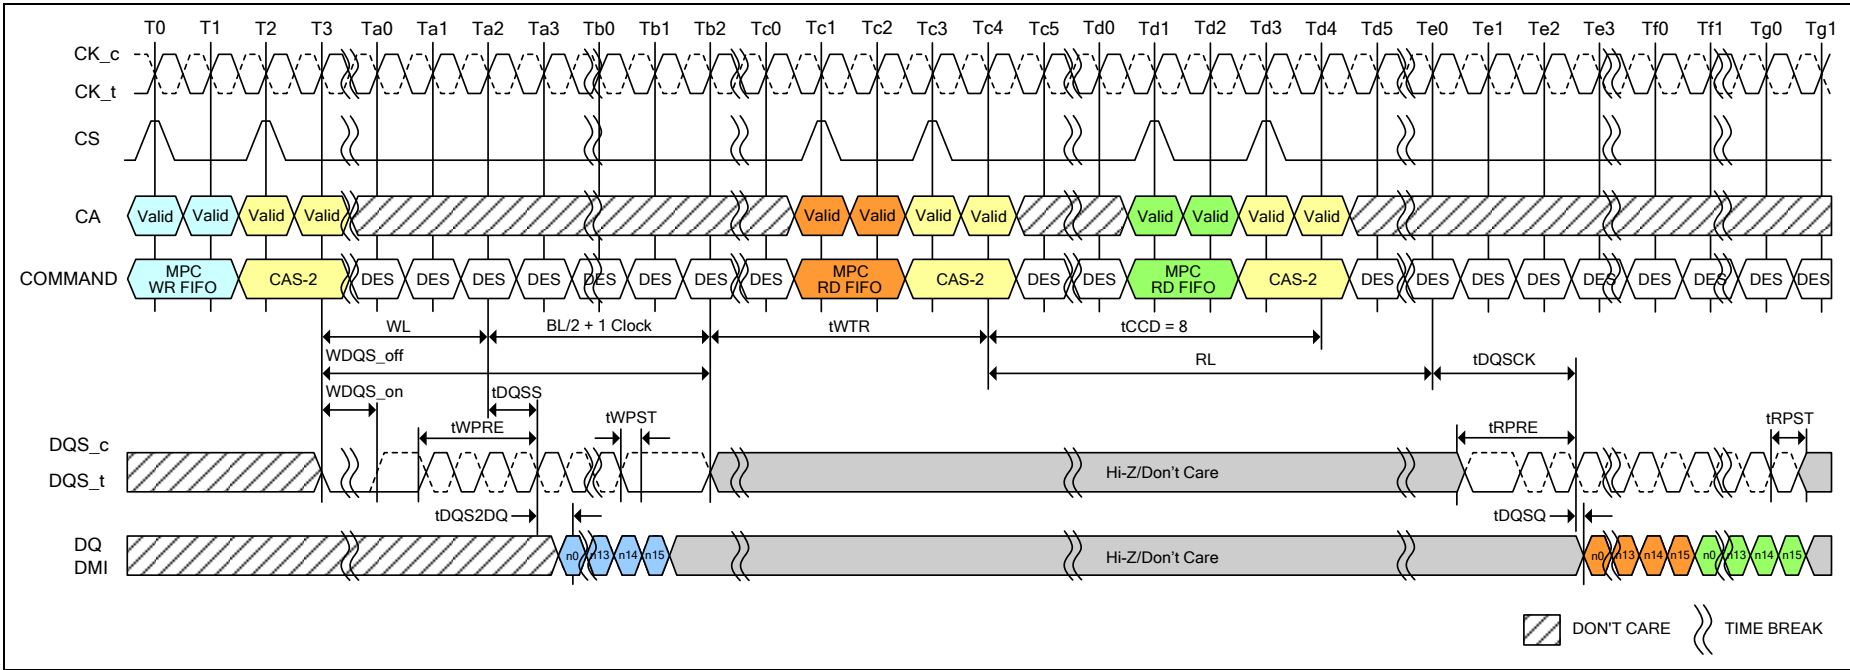 T0 T1 T2 T3 Ta0 Ta1 Ta2 Ta3 Tb0 Tb1 Tb2 Tc0 Tc1 Tc2 Tc3 Tc4 Tc5 Td0 Td1 Td2 Td3 Td4 Td5 Te0 Te1 Te2 Te3 Tf0 Tf1 Tg0 Tg1
CK_c
CK_t
CS
CA Valid Valid Valid Valid Valid Valid Valid Valid Valid Valid Valid Valid
COMMAND MPC WR FIFO CAS-2 DES DES DES DES DES DES DES DES MPC RD FIFO CAS-2 DES DES MPC RD FIFO CAS-2 DES DES DES DES DES DES DES DES DES
WL BL/2 + 1 Clock tWTR tCCD = 8
WDQS_off RL tDQSCK
WDQS_on tDQSS
tWPRE tWPST tRPRE tRPST
DQS_c
DQS_t Hi-Z/Don't Care
tDQS2DQ tDQSQ
DQ
DMI n0 n13 n14 n15 Hi-Z/Don't Care n0 n13 n14 n15 n0 n13 n14 n15
DON'T CARE TIME BREAK